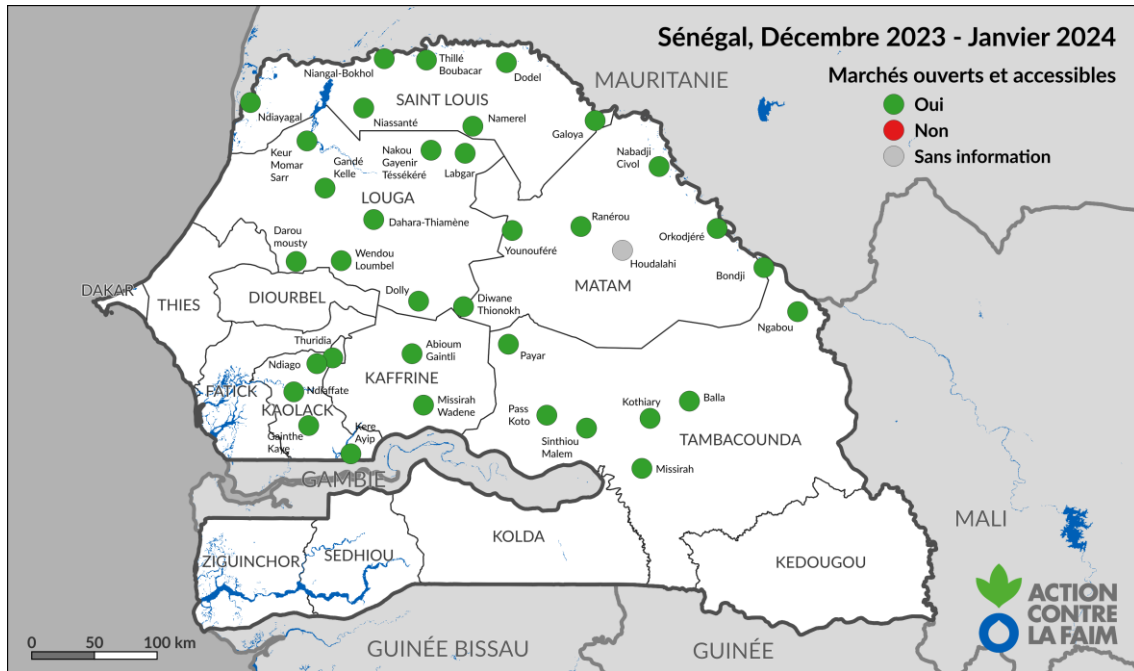 Sénégal, Décembre 2023 - Janvier 2024
Marchés ouverts et accessibles
Oui
Non
Sans information
MAURITANIE
Niangal-Bokhol
Thillé
Boubacar
Dodel
SAINT LOUIS
Ndiayagal
Niassanté
Namerel
Galoya
Keur
Momar
Sarr
Gandé
Kelle
Nakou
Gayenir
Téssékéré
Labgar
Nabadji
Civol
LOUGA
Dahara-Thiamène
Ranérou
Orkodjéré
Younouféré
Houdalahi
Darou
mousty
Wendou
Loumbel
Bondji
DAKAR
THIES
DIOURBEL
Dolly
Diwane
Thionokh
MATAM
Ngabou
Thuridia
Ndiago
Abioum
Gaintli
Payar
KAFFRINE
FATICK
Ndiaffate
KAOLACK
Missirah
Wadene
Pass
Koto
Kothiary
Balla
Gainthe
Kaye
Kere
Ayip
Sinthiou
Malem
TAMBACOUNDA
Missirah
GAMBIE
MALI
KOLDA
ZIGUINCHOR
SEDHIOU
KEDOUGOU
GUINÉE BISSAU
GUINÉE
0 50 100 km
ACTION
CONTRE
LA FAIM